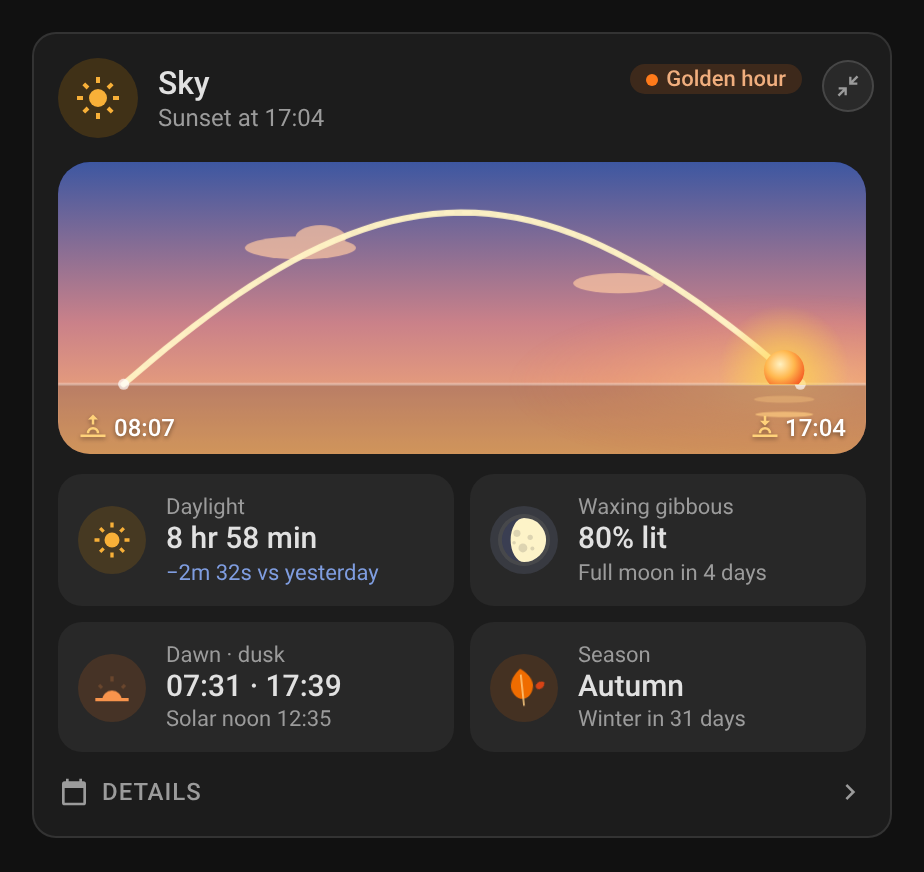 Sky
Sunset at 17:04
Golden hour
08:07
17:04
Daylight
8 hr 58 min
−2m 32s vs yesterday
Waxing gibbous
80% lit
Full moon in 4 days
Dawn · dusk
07:31 · 17:39
Solar noon 12:35
Season
Autumn
Winter in 31 days
DETAILS